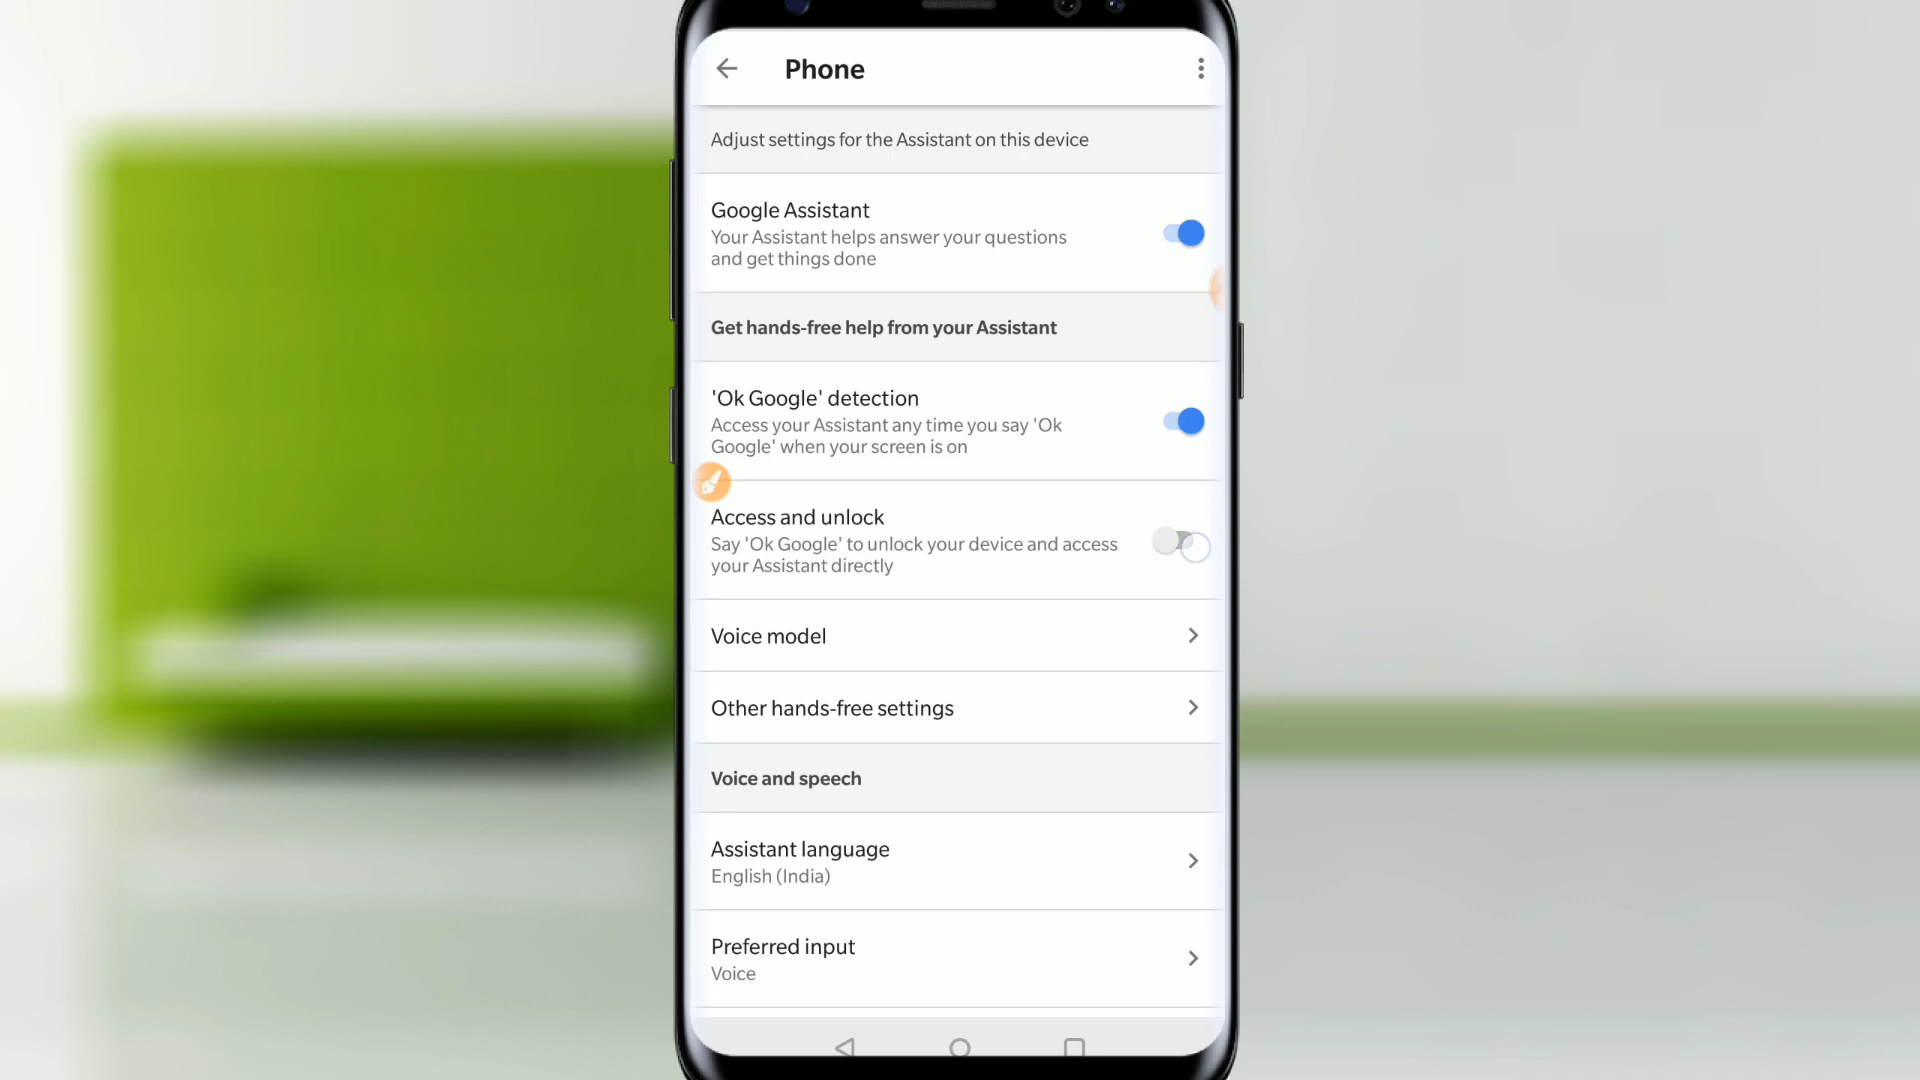 Phone
Adjust settings for the Assistant on this device
Google Assistant
Your Assistant helps answer your questions
and get things done
Get hands-free help from your Assistant
'Ok Google' detection
Access your Assistant any time you say 'Ok
Google' when your screen is on
Access and unlock
Say 'Ok Google' to unlock your device and access
your Assistant directly
Voice model
Other hands-free settings
Voice and speech
Assistant language
English (India)
Preferred input
Voice